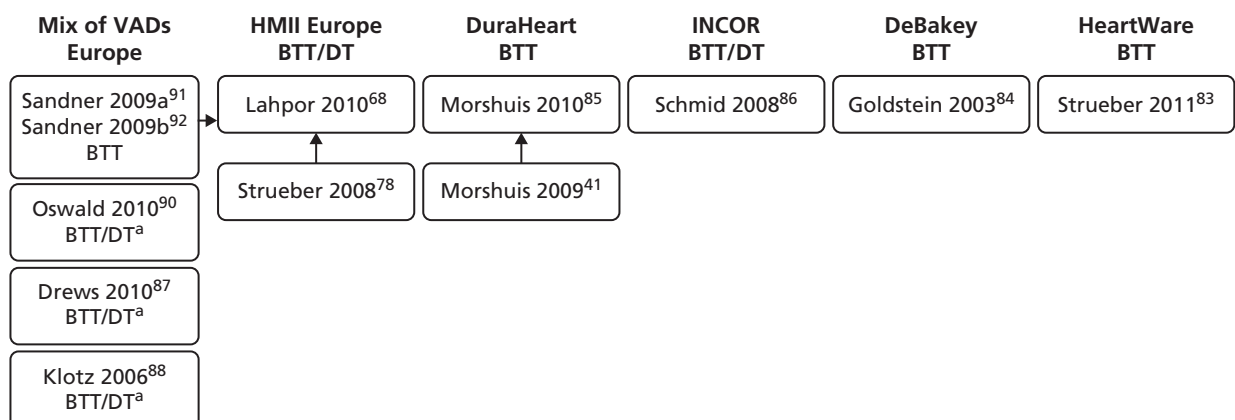 Mix of VADs
Europe
Sandner 2009a91
Sandner 2009b92
BTT
Oswald 201090
BTT/DTa
Drews 201087
BTT/DTa
Klotz 200688
BTT/DTa
HMII Europe
BTT/DT
Lahpor 201068
Strueber 200878
DuraHeart
BTT
Morshuis 201085
Morshuis 200941
INCOR
BTT/DT
Schmid 200886
DeBakey
BTT
Goldstein 200384
HeartWare
BTT
Strueber 201183